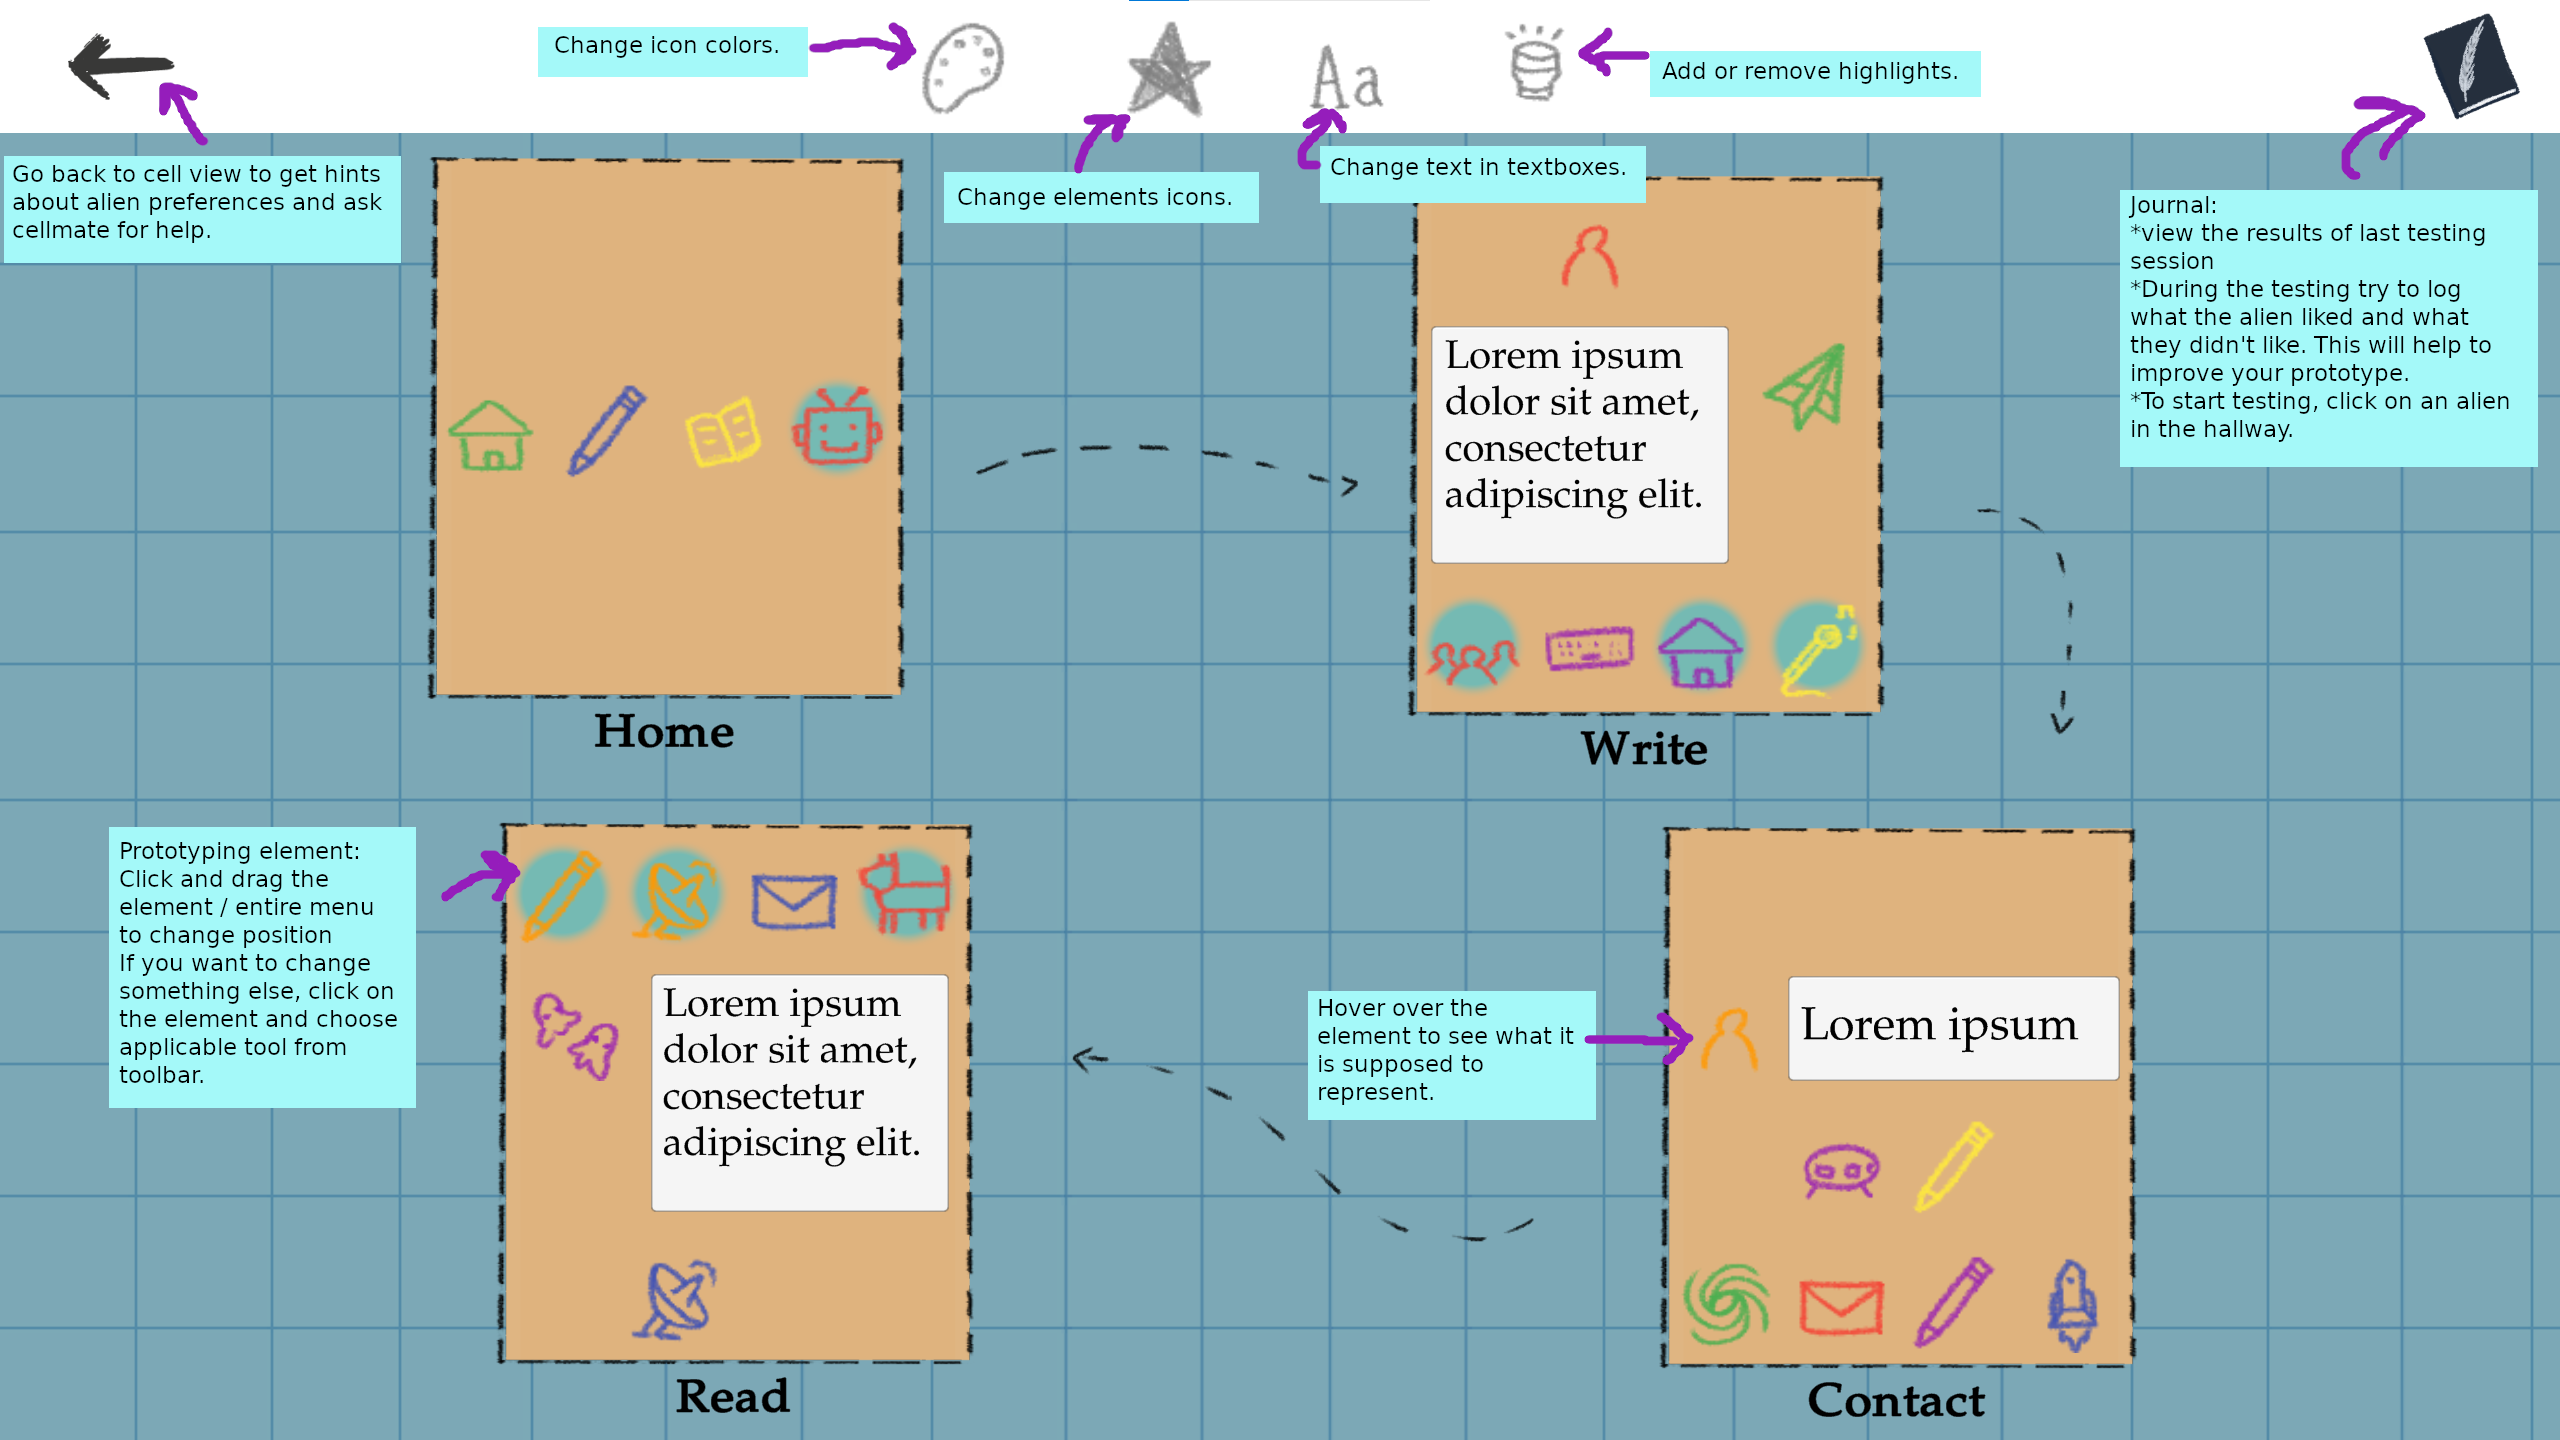 Change icon colors.
Aa
Add or remove highlights.
Go back to cell view to get hints
about alien preferences and ask
cellmate for help.
Change elements icons.
Change text in textboxes.
Journal:
*view the results of last testing
session
*During the testing try to log
what the alien liked and what
they didn't like. This will help to
improve your prototype.
*To start testing, click on an alien
in the hallway.
Lorem ipsum
dolor sit amet,
consectetur
adipiscing elit.
Home
Write
Prototyping element:
Click and drag the
element / entire menu
to change position
If you want to change
something else, click on
the element and choose
applicable tool from
toolbar.
Lorem ipsum
dolor sit amet,
consectetur
adipiscing elit.
Hover over the
element to see what it
is supposed to
represent.
Lorem ipsum
Read
Contact